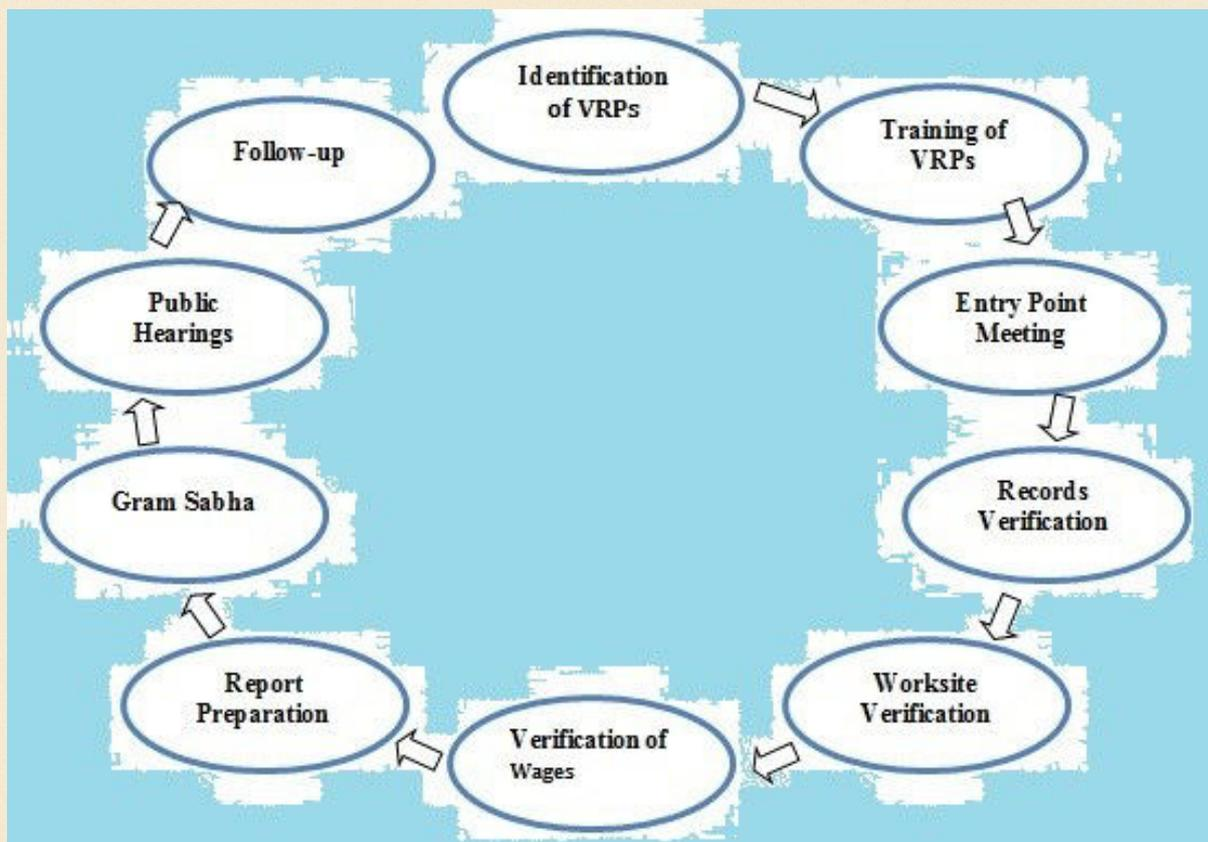 Identification
of VRPs
Training of
VRPs
Entry Point
Meeting
Records
Verification
Worksite
Verification
Verification of
Wages
Report
Preparation
Gram Sabha
Public
Hearings
Follow-up